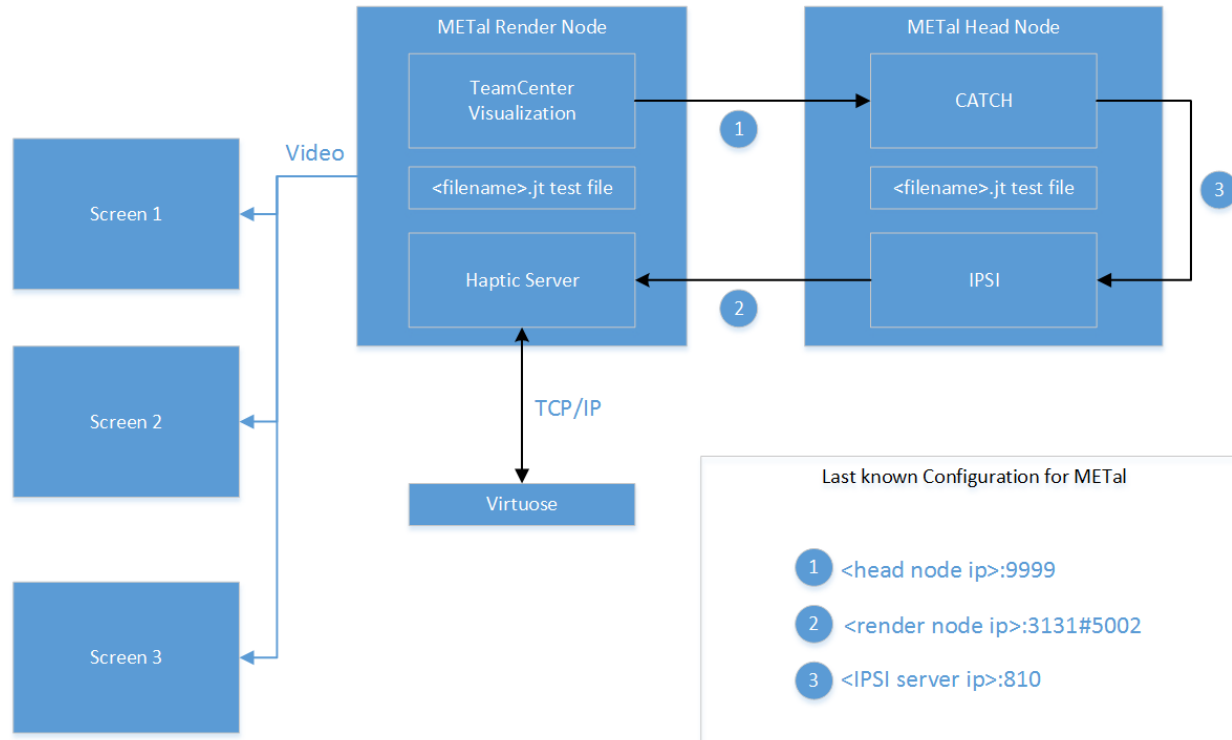 METal Render Node
METal Head Node
TeamCenter
Visualization
CATCH
1
Video
<filename>.jt test file
<filename>.jt test file
3
Screen 1
Haptic Server
IPSI
2
Screen 2
TCP/IP
Virtuose
Screen 3
Last known Configuration for METal
1 <head node ip>:9999
2 <render node ip>:3131#5002
3 <IPSI server ip>:810